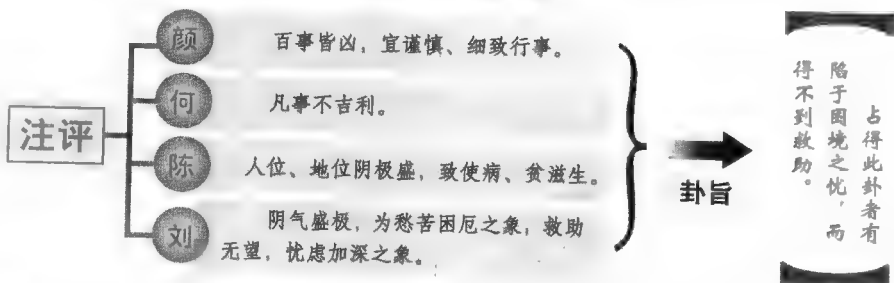 注评
颜
百事皆凶，宜谨慎、细致行事。
何
凡事不吉利。
陈
人位、地位阴极盛，致使病、贫滋生。
刘
阴气盛极，为愁苦困厄之象，救助
无望，忧虑加深之象。
卦旨
占得此卦者有
陷于困境之忧，而
得不到救助。